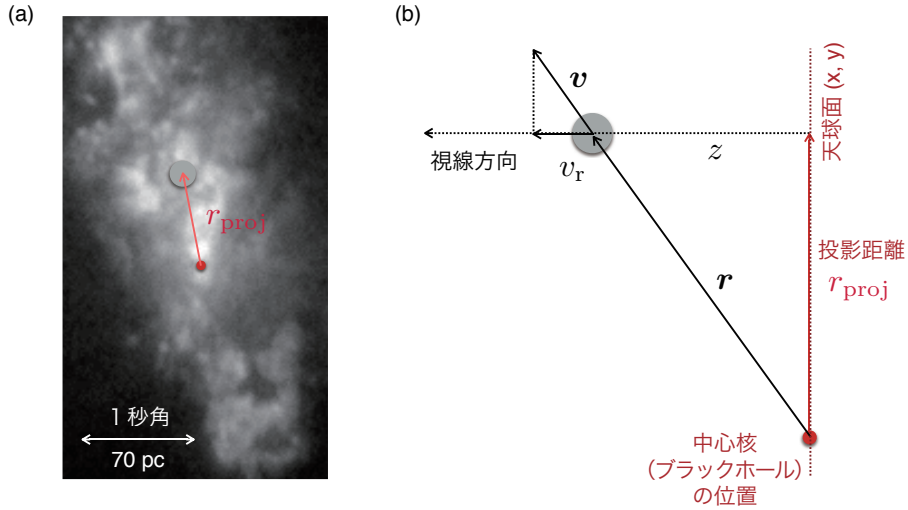 (a)
r_proj
1 秒角
70 pc
(b)
v
視線方向
v_r
z
天球面 (x, y)
投影距離
r_proj
r
中心核
(ブラックホール)
の位置